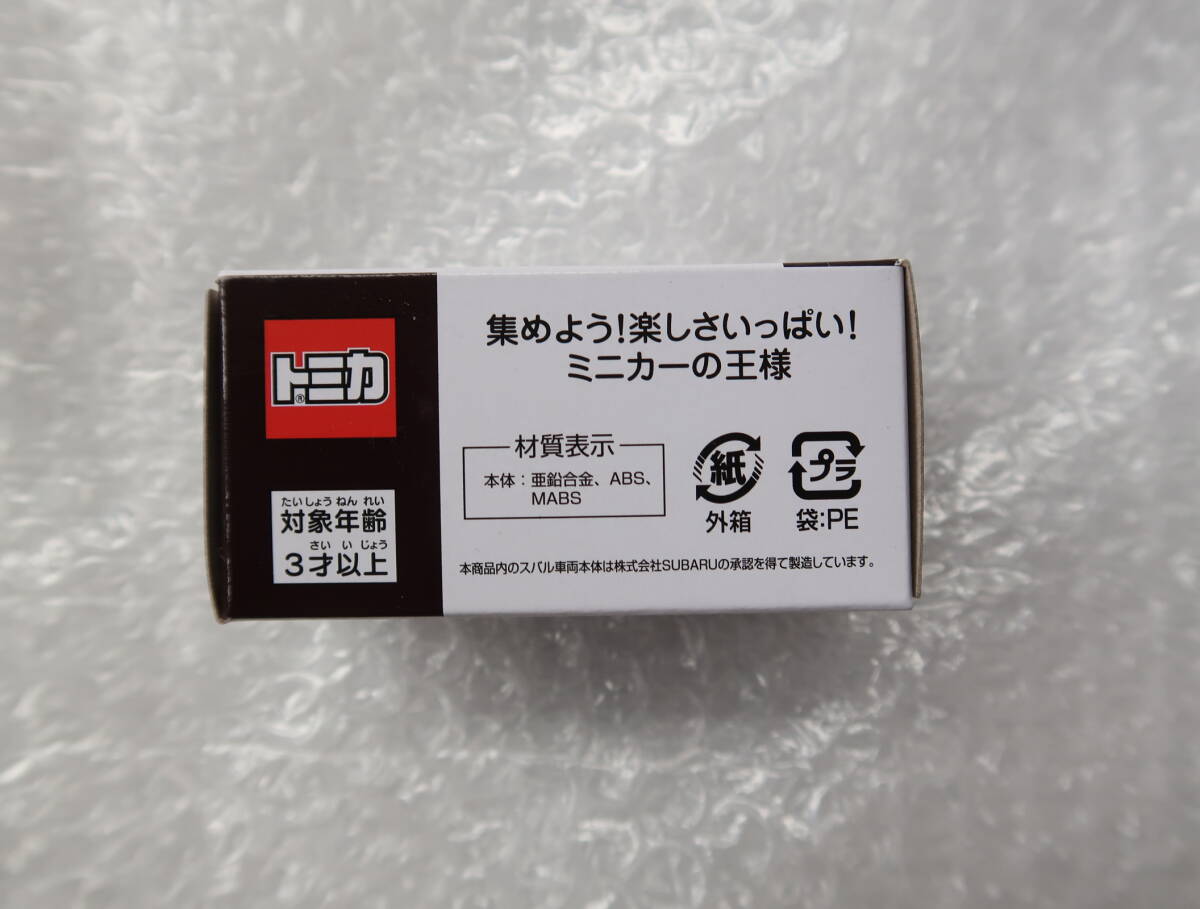 トミカ®
たいしょうねんれい
対象年齢
さいいじょう
3才以上
集めよう!楽しさいっぱい!
ミニカーの王様
材質表示
本体:亜鉛合金、ABS、
MABS
紙
外箱
プラ
袋:PE
本商品内のスバル車両本体は株式会社SUBARUの承認を得て製造しています。